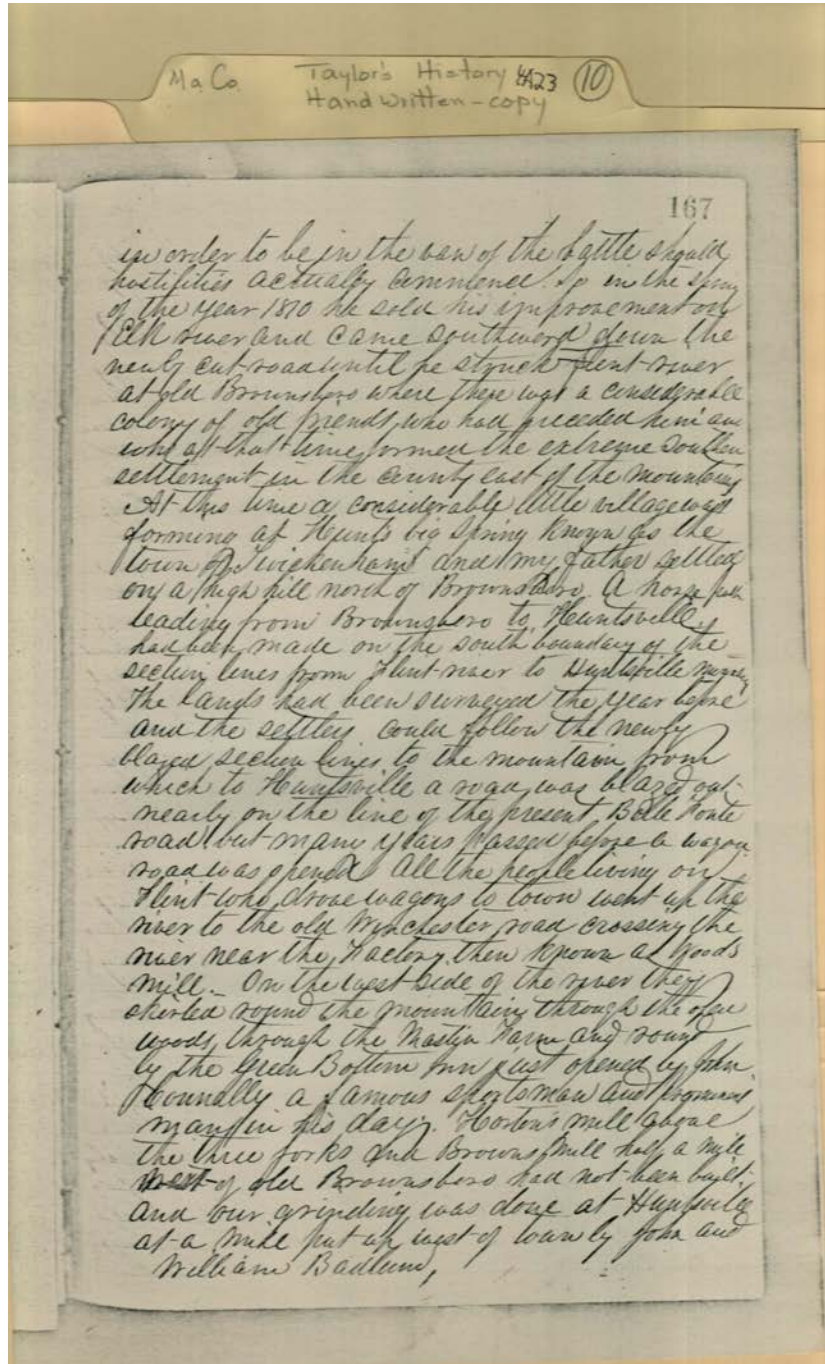 Ma. Co. Taylor's History 4A23 10
Handwritten - copy
167
in order to be in the van of the battle should
hostilities actually commence. So in the spring
of the year 1810 he sold his improvement on
Elk river and came southward down the
newly cut road until he struck Flint river
at old Brownsboro where there was a considerable
colony of old friends, who had preceded him and
who at that time formed the extreme southern
settlement in the county east of the mountains
At this time a considerable little village was
forming at Hunts big Spring known as the
town of Twickenham and my father settled
on a high hill north of Brownsboro. A horse path
leading from Brownsboro to Huntsville,
had been made on the south boundary of the
section lines from Flint river to Huntsville
The lands had been surveyed the year before
and the settlers could follow the newly
blazed section lines to the mountain from
which to Huntsville a road was blazed out
nearly on the line of the present Belle Fonte
road but many years passed before a wagon
road was opened. All the people living on
Flint who drove wagons to town went up the
river to the old Winchester road crossing the
river near the Factory then known as Woods
mill. - On the west side of the river they
skirted round the mountain, through the open
woods, through the Mastin Farm and round
by the Green Bottom Inn just opened by John
Connally a famous sportsman and prominent
man in his day. Horton's mill above
the three forks and Browns Mill half a mile
of old Brownsboro had not been built.
and our grinding was done at Huntsville
at a mill put up west of town by John and
William Badlum,